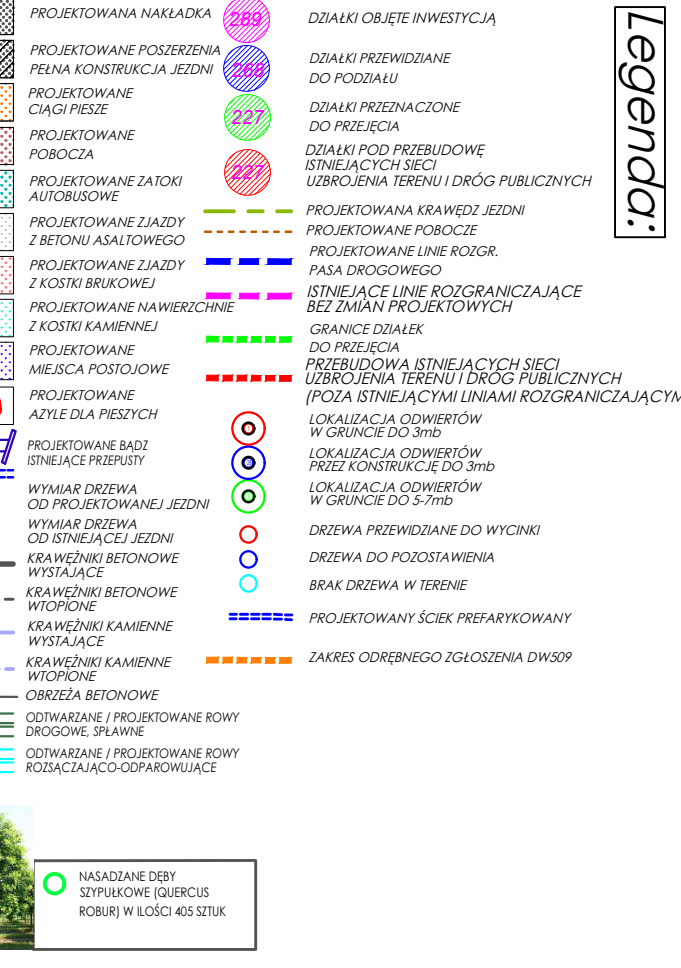 PROJEKTOWANA NAKŁADKA
PROJEKTOWANE POSZERZENIA
PEŁNA KONSTRUKCJA JEZDNI
PROJEKTOWANE
CIĄGI PIESZE
PROJEKTOWANE
POBOCZA
PROJEKTOWANE ZATOKI
AUTOBUSOWE
PROJEKTOWANE ZJAZDY
Z BETONU ASALTOWEGO
PROJEKTOWANE ZJAZDY
Z KOSTKI BRUKOWEJ
PROJEKTOWANE NAWIERZCHNIE
Z KOSTKI KAMIENNEJ
PROJEKTOWANE
MIEJSCA POSTOJOWE
PROJEKTOWANE
AZYLE DLA PIESZYCH
PROJEKTOWANE BĄDZ
ISTNIEJĄCE PRZEPUSTY
WYMIAR DRZEWA
OD PROJEKTOWANEJ JEZDNI
WYMIAR DRZEWA
OD ISTNIEJĄCEJ JEZDNI
KRAWĘŻNIKI BETONOWE
WYSTAJĄCE
KRAWĘŻNIKI BETONOWE
WTOPIONE
KRAWĘŻNIKI KAMIENNE
WYSTAJĄCE
KRAWĘŻNIKI KAMIENNE
WTOPIONE
OBRZEŻA BETONOWE
ODTWARZANE / PROJEKTOWANE ROWY
DROGOWE, SPŁAWNE
ODTWARZANE / PROJEKTOWANE ROWY
ROZSĄCZAJĄCO-ODPAROWUJĄCE
289
DZIAŁKI OBJĘTE INWESTYCJĄ
268
DZIAŁKI PRZEWIDZIANE
DO PODZIAŁU
227
DZIAŁKI PRZEZNACZONE
DO PRZEJĘCIA
227
DZIAŁKI POD PRZEBUDOWĘ
ISTNIEJĄCYCH SIECI
UZBROJENIA TERENU I DRÓG PUBLICZNYCH
PROJEKTOWANA KRAWĘDZ JEZDNI
PROJEKTOWANE POBOCZE
PROJEKTOWANE LINIE ROZGR.
PASA DROGOWEGO
ISTNIEJĄCE LINIE ROZGRANICZAJĄCE
BEZ ZMIAN PROJEKTOWYCH
GRANICE DZIAŁEK
DO PRZEJĘCIA
PRZEBUDOWA ISTNIEJĄCYCH SIECI
UZBROJENIA TERENU I DRÓG PUBLICZNYCH
(POZA ISTNIEJĄCYMI LINIAMI ROZGRANICZAJĄCYM
LOKALIZACJA ODWIERTÓW
W GRUNCIE DO 3mb
LOKALIZACJA ODWIERTÓW
PRZEZ KONSTRUKCJĘ DO 3mb
LOKALIZACJA ODWIERTÓW
W GRUNCIE DO 5-7mb
DRZEWA PRZEWIDZIANE DO WYCINKI
DRZEWA DO POZOSTAWIENIA
BRAK DRZEWA W TERENIE
PROJEKTOWANY ŚCIEK PREFARYKOWANY
ZAKRES ODRĘBNEGO ZGŁOSZENIA DW509
Legenda:
NASADZANE DĘBY
SZYPUŁKOWE (QUERCUS
ROBUR) W ILOŚCI 405 SZTUK